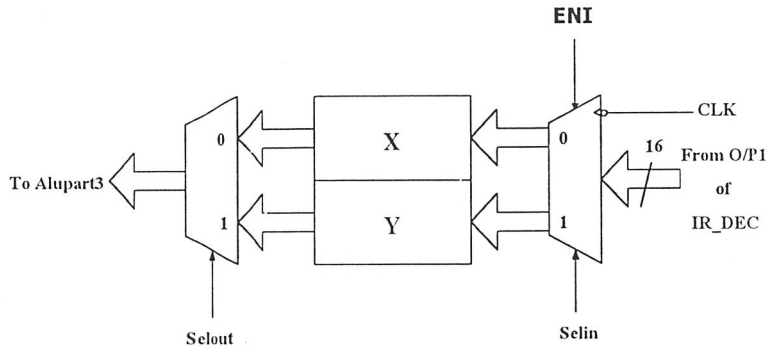 ENI
CLK
0
X
0
16
From O/P1
of
IR_DEC
To Alupart3
1
Y
1
Selout
Selin